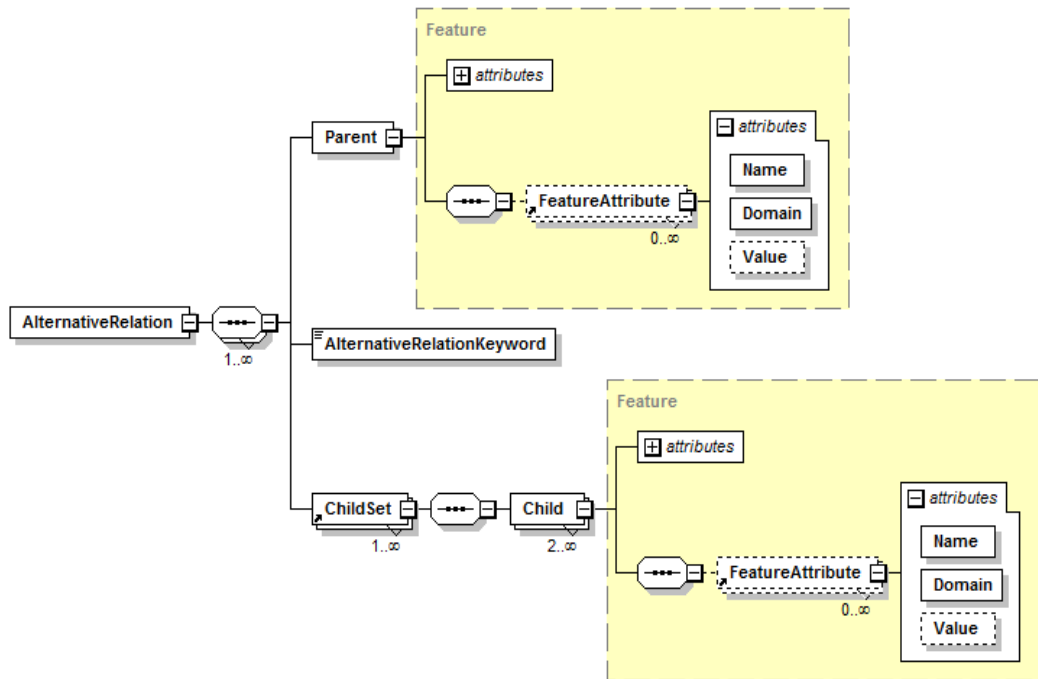 Feature
attributes
Parent
attributes
Name
FeatureAttribute
Domain
0..∞
Value
AlternativeRelation
1..∞
AlternativeRelationKeyword
Feature
attributes
ChildSet
1..∞
Child
2..∞
attributes
Name
FeatureAttribute
Domain
0..∞
Value